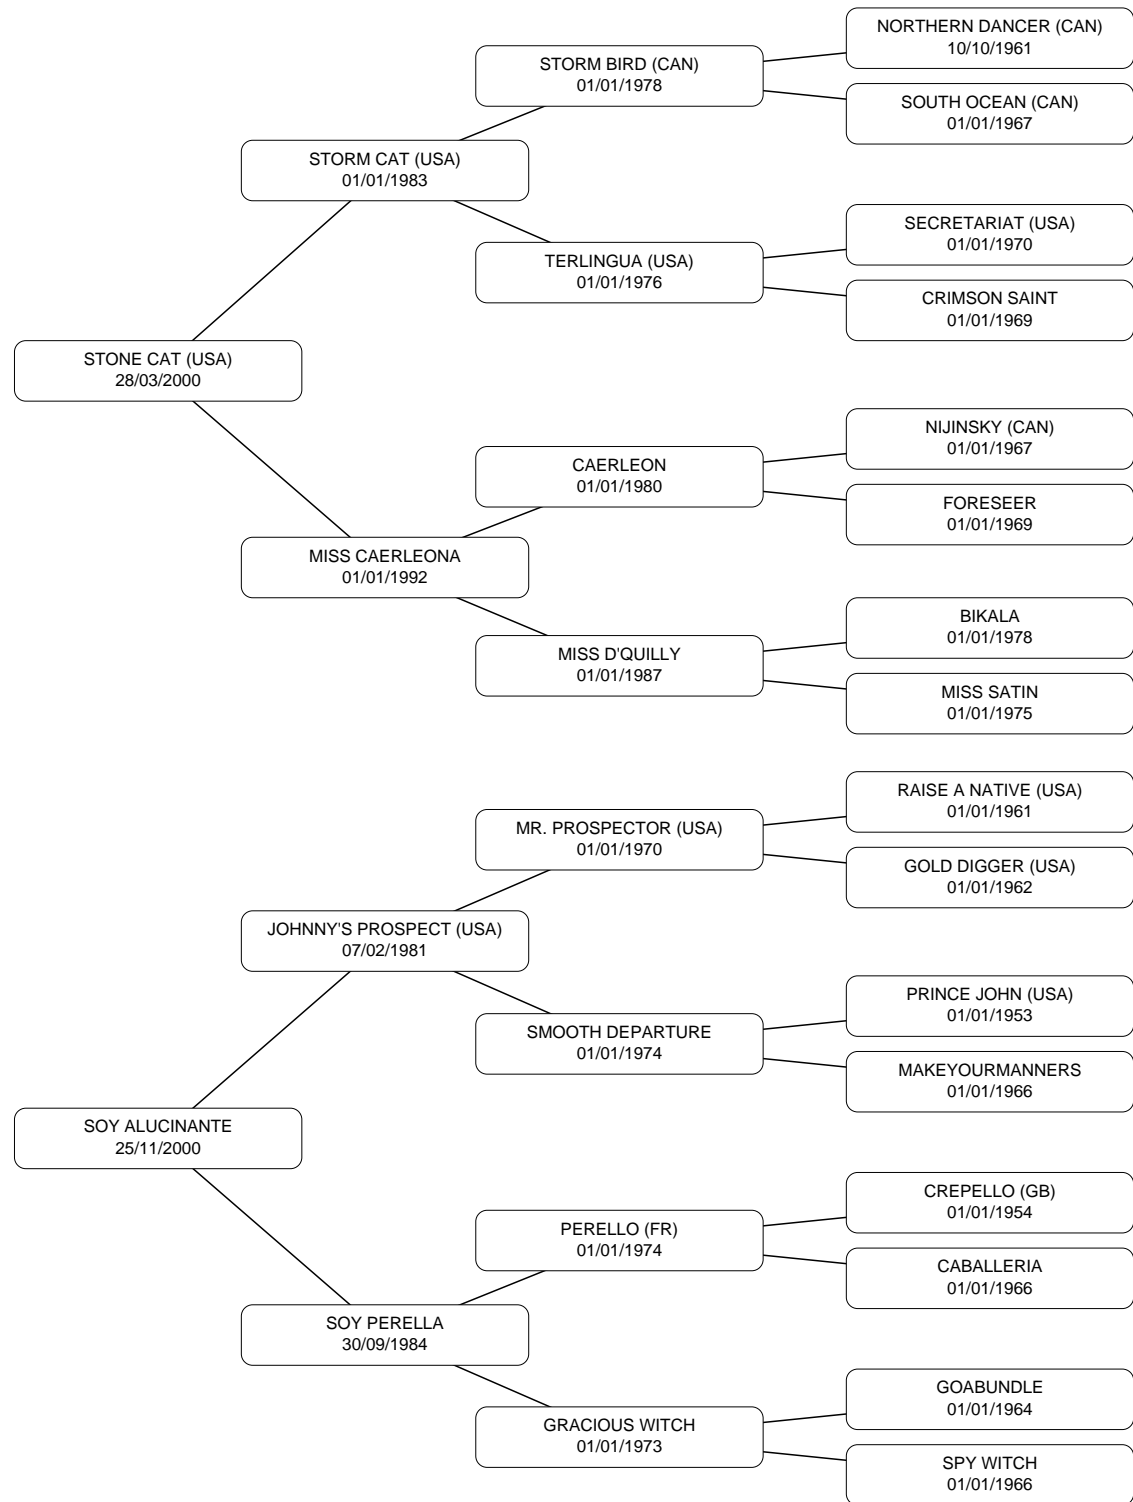 NORTHERN DANCER (CAN)
10/10/1961
STORM BIRD (CAN)
01/01/1978
SOUTH OCEAN (CAN)
01/01/1967
STORM CAT (USA)
01/01/1983
SECRETARIAT (USA)
01/01/1970
TERLINGUA (USA)
01/01/1976
CRIMSON SAINT
01/01/1969
STONE CAT (USA)
28/03/2000
NIJINSKY (CAN)
01/01/1967
CAERLEON
01/01/1980
FORESEER
01/01/1969
MISS CAERLEONA
01/01/1992
BIKALA
01/01/1978
MISS D'QUILLY
01/01/1987
MISS SATIN
01/01/1975
RAISE A NATIVE (USA)
01/01/1961
MR. PROSPECTOR (USA)
01/01/1970
GOLD DIGGER (USA)
01/01/1962
JOHNNY'S PROSPECT (USA)
07/02/1981
PRINCE JOHN (USA)
01/01/1953
SMOOTH DEPARTURE
01/01/1974
MAKEYOURMANNERS
01/01/1966
SOY ALUCINANTE
25/11/2000
CREPELLO (GB)
01/01/1954
PERELLO (FR)
01/01/1974
CABALLERIA
01/01/1966
SOY PERELLA
30/09/1984
GOABUNDLE
01/01/1964
GRACIOUS WITCH
01/01/1973
SPY WITCH
01/01/1966